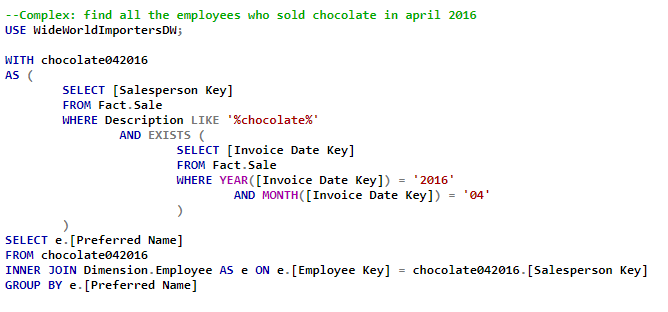 --Complex: find all the employees who sold chocolate in april 2016
USE WideWorldImportersDW;
WITH chocolate042016
AS (
SELECT [Salesperson Key]
FROM Fact.Sale
WHERE Description LIKE '%chocolate%'
AND EXISTS (
SELECT [Invoice Date Key]
FROM Fact.Sale
WHERE YEAR([Invoice Date Key]) = '2016'
AND MONTH([Invoice Date Key]) = '04'
)
)
SELECT e.[Preferred Name]
FROM chocolate042016
INNER JOIN Dimension.Employee AS e ON e.[Employee Key] = chocolate042016.[Salesperson Key]
GROUP BY e.[Preferred Name]